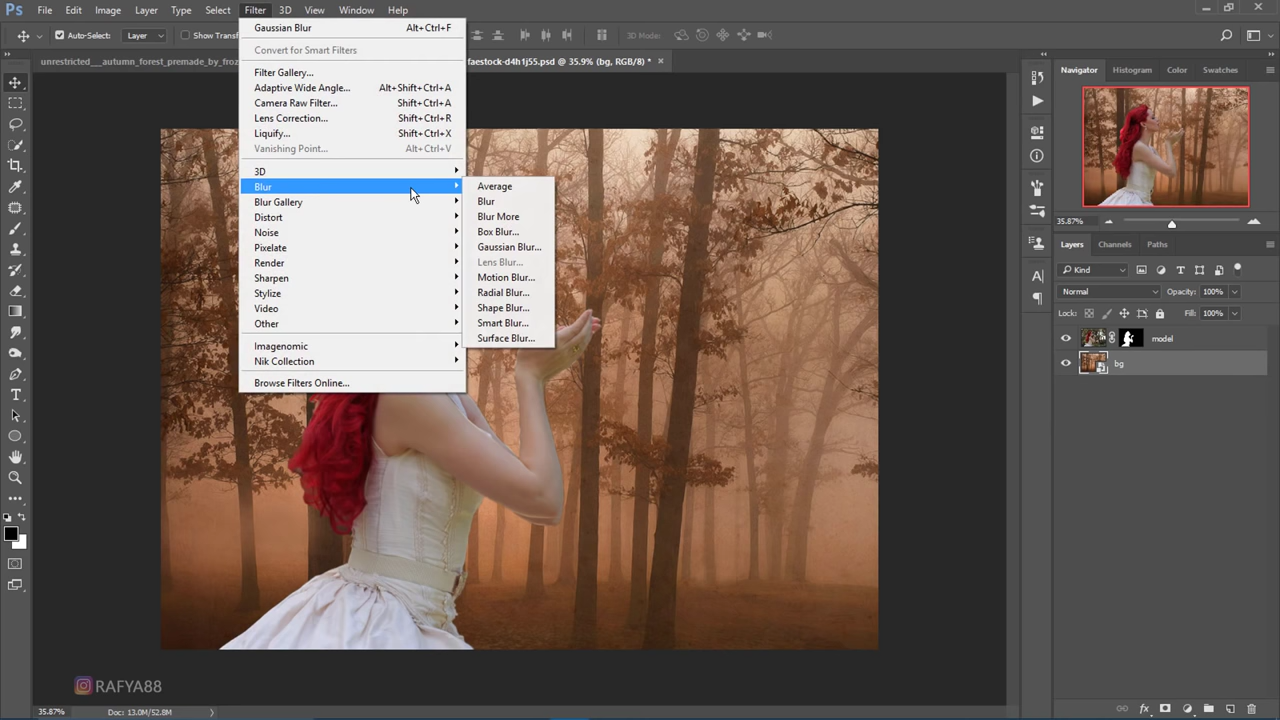 Ps File Edit Image Layer Type Select Filter 3D View Window Help
Auto-Select: Layer Show Transf 3D Mode:
unrestricted___autumn_forest_premade_by_froz faestock-d4h1j55.psd @ 35.9% (bg, RGB/8) *
Gaussian Blur Alt+Ctrl+F
Convert for Smart Filters
Filter Gallery...
Adaptive Wide Angle... Alt+Shift+Ctrl+A
Camera Raw Filter... Shift+Ctrl+A
Lens Correction... Shift+Ctrl+R
Liquify... Shift+Ctrl+X
Vanishing Point... Alt+Ctrl+V
3D
Blur
Blur Gallery
Distort
Noise
Pixelate
Render
Sharpen
Stylize
Video
Other
Imagenomic
Nik Collection
Browse Filters Online...
Average
Blur
Blur More
Box Blur...
Gaussian Blur...
Lens Blur...
Motion Blur...
Radial Blur...
Shape Blur...
Smart Blur...
Surface Blur...
Navigator Histogram Color Swatches
35.87%
Layers Channels Paths
Kind
Normal Opacity: 100%
Lock: Fill: 100%
model
bg
RAFYA88
35.87% Doc: 13.0M/52.8M